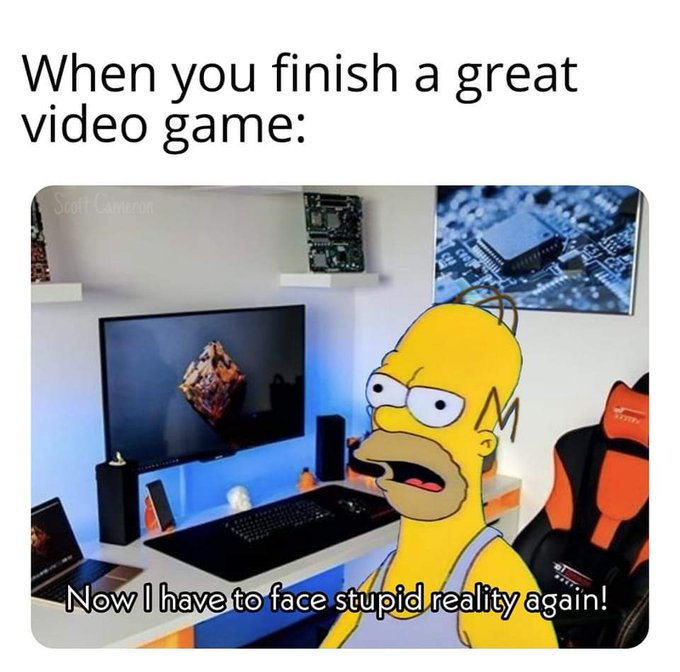 When you finish a great
video game:
Scott Cameron
Now I have to face stupid reality again!